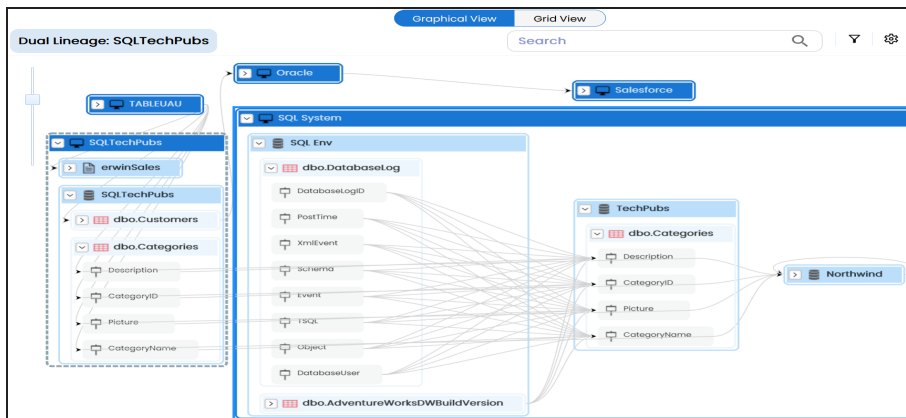 Graphical View
Grid View
Dual Lineage: SQLTechPubs
Search
Oracle
Salesforce
TABLEUAU
SQL System
SQLTechPubs
SQL Env
erwinSales
dbo.DatabaseLog
SQLTechPubs
DatabaseLogID
dbo.Customers
PostTime
TechPubs
dbo.Categories
XmlEvent
dbo.Categories
Description
Schema
Description
Northwind
CategoryID
Event
CategoryID
Picture
TSQL
Picture
CategoryName
Object
CategoryName
DatabaseUser
dbo.AdventureWorksDWBuildVersion